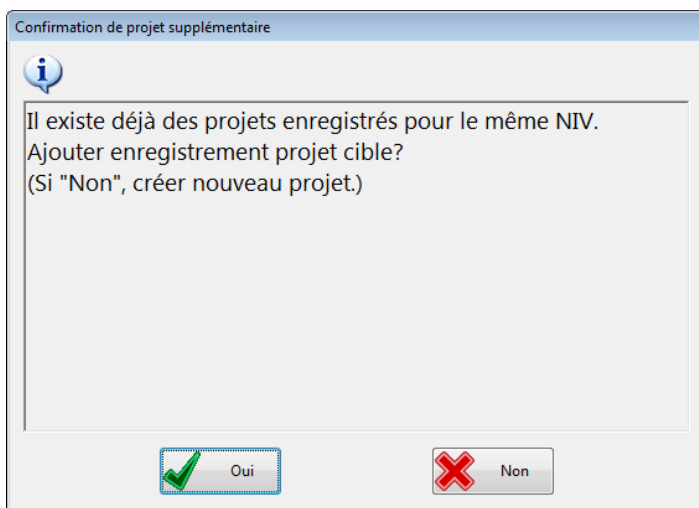 Confirmation de projet supplémentaire
Il existe déjà des projets enregistrés pour le même NIV.
Ajouter enregistrement projet cible?
(Si "Non", créer nouveau projet.)
Oui
Non